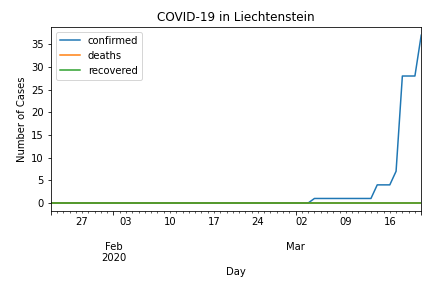 COVID-19 in Liechtenstein
confirmed
deaths
recovered
Number of Cases
35
30
25
20
15
10
5
0
27 03 10 17 24 02 09 16
Feb Mar
2020
Day